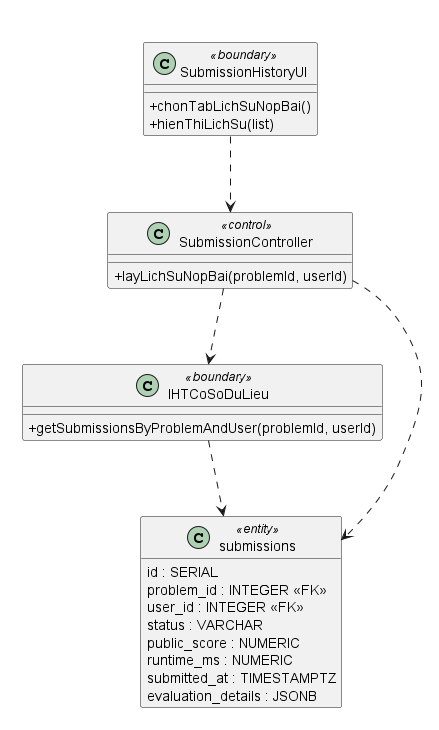 C
«boundary»
SubmissionHistoryUI
+chonTabLichSuNopBai()
+hienThiLichSu(list)
C
«control»
SubmissionController
+layLichSuNopBai(problemId, userId)
C
«boundary»
IHTCoSoDuLieu
+getSubmissionsByProblemAndUser(problemId, userId)
C
«entity»
submissions
id : SERIAL
problem_id : INTEGER «FK»
user_id : INTEGER «FK»
status : VARCHAR
public_score : NUMERIC
runtime_ms : NUMERIC
submitted_at : TIMESTAMPTZ
evaluation_details : JSONB